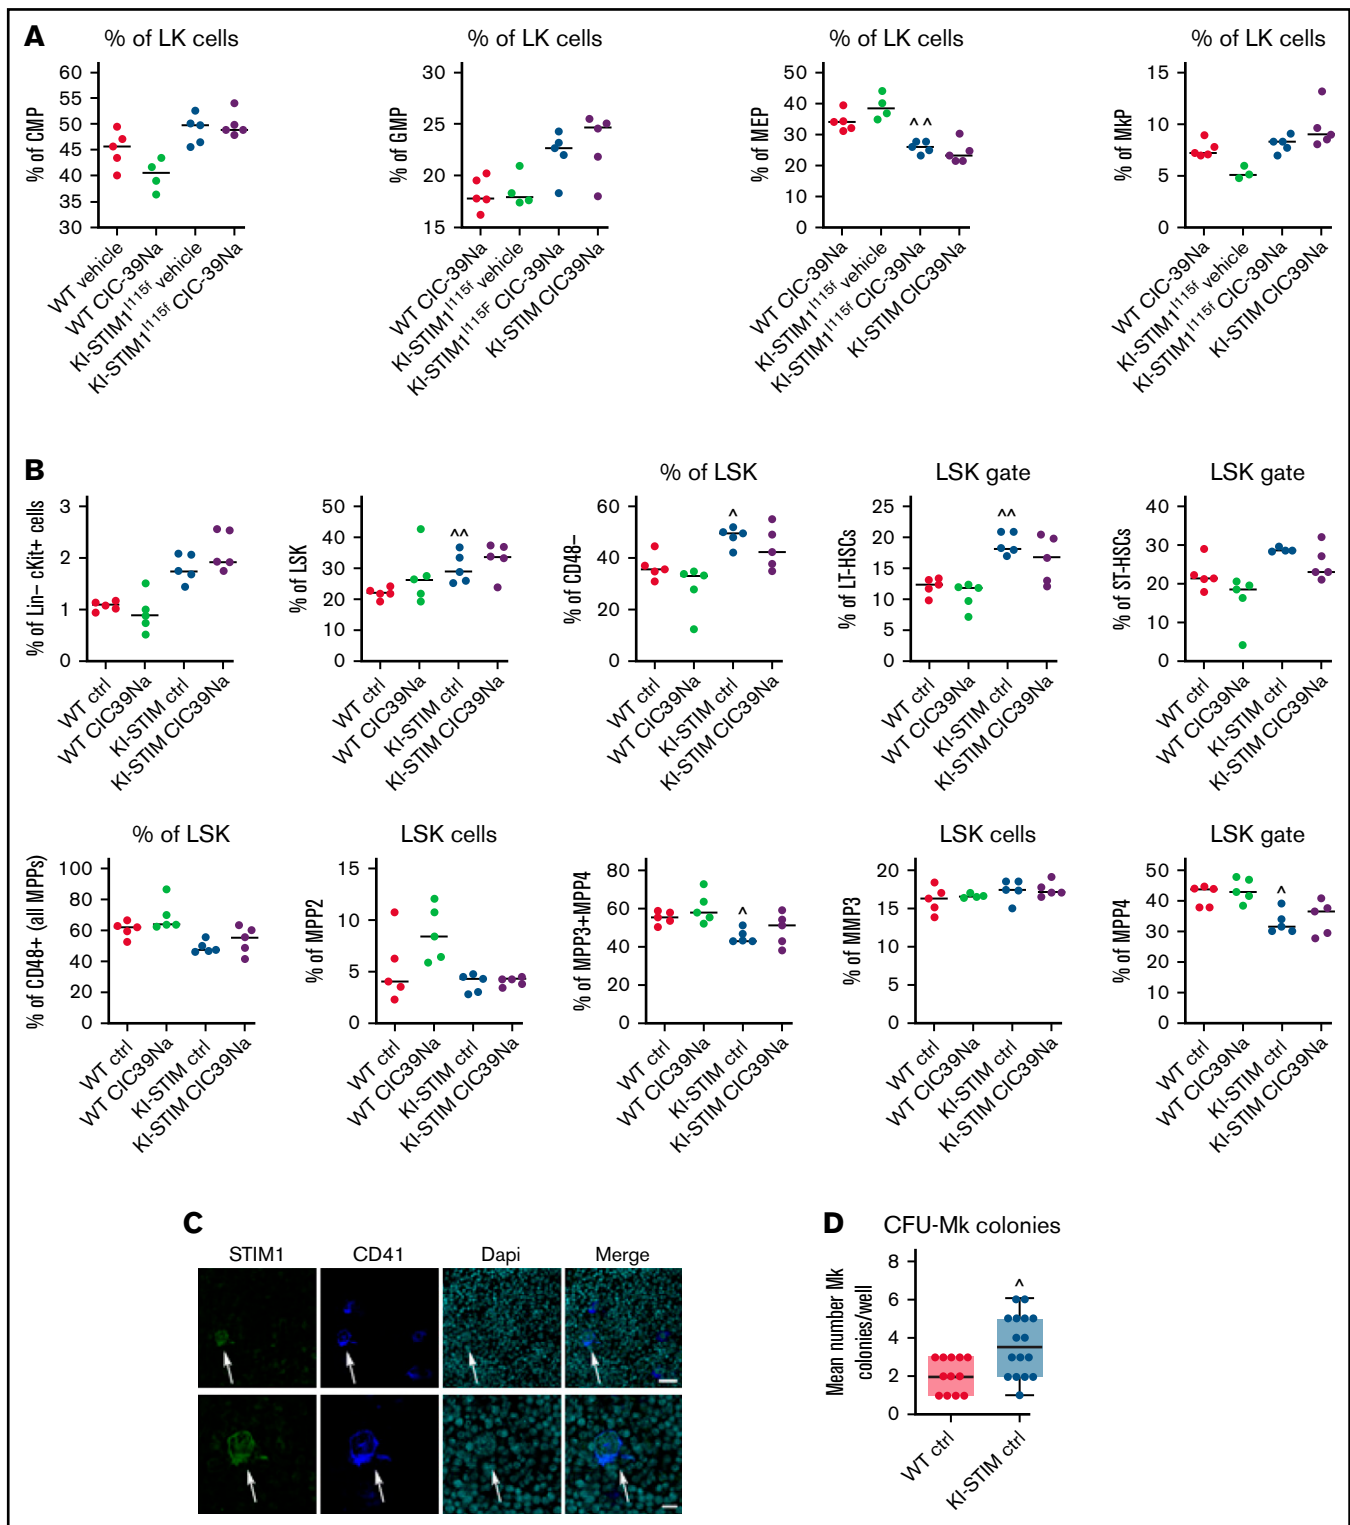 A
% of LK cells
% of LK cells
% of LK cells
% of LK cells
% of CMP
60
55
50
45
40
35
30
WT vehicle
WT CIC-39Na
KI-STIM1I115f vehicle
KI-STIM1I115f CIC-39Na
% of GMP
30
25
20
15
WT CIC-39Na
KI-STIM1I115f vehicle
KI-STIM1I115F CIC-39Na
KI-STIM CIC39Na
% of MEP
50
40
30
20
10
0
^ ^
WT CIC-39Na
KI-STIM1I115f vehicle
KI-STIM1I115f CIC-39Na
KI-STIM CIC39Na
% of MkP
15
10
5
0
WT CIC-39Na
KI-STIM1I115f vehicle
KI-STIM1I115f CIC-39Na
KI-STIM CIC39Na
B
% of Lin− cKit+ cells
3
2
1
0
WT ctrl
WT CIC39Na
KI-STIM ctrl
KI-STIM CIC39Na
% of LSK
50
40
30
20
10
0
^^
WT ctrl
WT CIC39Na
KI-STIM ctrl
KI-STIM CIC39Na
% of LSK
% of CD48−
60
40
20
0
^
WT ctrl
WT CIC39Na
KI-STIM ctrl
KI-STIM CIC39Na
LSK gate
% of LT-HSCs
25
20
15
10
5
0
^^
WT ctrl
WT CIC39Na
KI-STIM ctrl
KI-STIM CIC39Na
LSK gate
% of ST-HSCs
40
30
20
10
0
WT ctrl
WT CIC39Na
KI-STIM ctrl
KI-STIM CIC39Na
% of LSK
% of CD48+ (all MPPs)
100
80
60
40
20
0
WT ctrl
WT CIC39Na
KI-STIM ctrl
KI-STIM CIC39Na
LSK cells
% of MPP2
15
10
5
0
WT ctrl
WT CIC39Na
KI-STIM ctrl
KI-STIM CIC39Na
% of MPP3+MPP4
80
60
40
20
0
^
WT ctrl
WT CIC39Na
KI-STIM ctrl
KI-STIM CIC39Na
LSK cells
% of MMP3
20
15
10
5
0
WT ctrl
WT CIC39Na
KI-STIM ctrl
KI-STIM CIC39Na
LSK gate
% of MPP4
50
40
30
20
10
0
^
WT ctrl
WT CIC39Na
KI-STIM ctrl
KI-STIM CIC39Na
C
STIM1
CD41
Dapi
Merge
D
CFU-Mk colonies
Mean number Mk
colonies/well
8
6
4
2
0
^
WT ctrl
KI-STIM ctrl